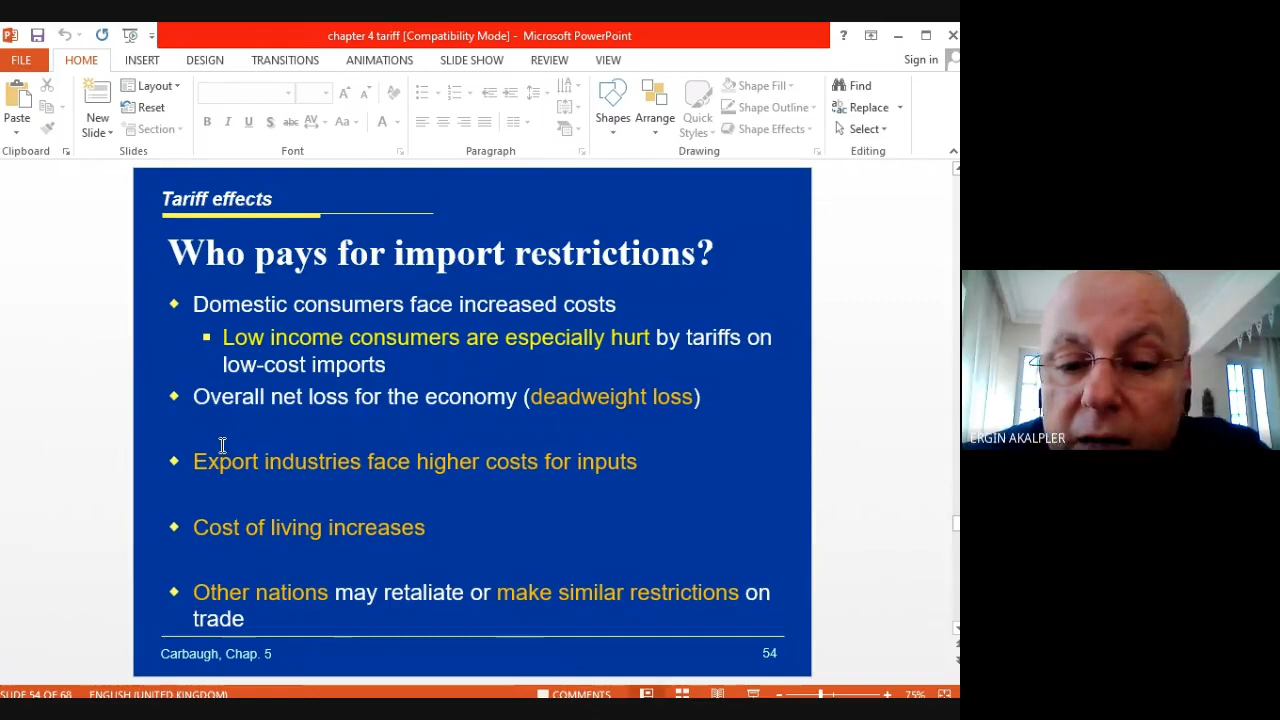 chapter 4 tariff [Compatibility Mode] - Microsoft PowerPoint
FILE HOME INSERT DESIGN TRANSITIONS ANIMATIONS SLIDE SHOW REVIEW VIEW Sign in
Paste
Clipboard
New
Slide
Layout
Reset
Section
Slides
B I U S abc AV Aa A
Font
Paragraph
Shapes
Arrange
Quick
Styles
Shape Fill
Shape Outline
Shape Effects
Drawing
Find
Replace
Select
Editing
Tariff effects
Who pays for import restrictions?
Domestic consumers face increased costs
Low income consumers are especially hurt by tariffs on
low-cost imports
Overall net loss for the economy (deadweight loss)
Export industries face higher costs for inputs
Cost of living increases
Other nations may retaliate or make similar restrictions on
trade
Carbaugh, Chap. 5 54
SLIDE 54 OF 68 ENGLISH (UNITED KINGDOM) COMMENTS 75%
ERGIN AKALPLER